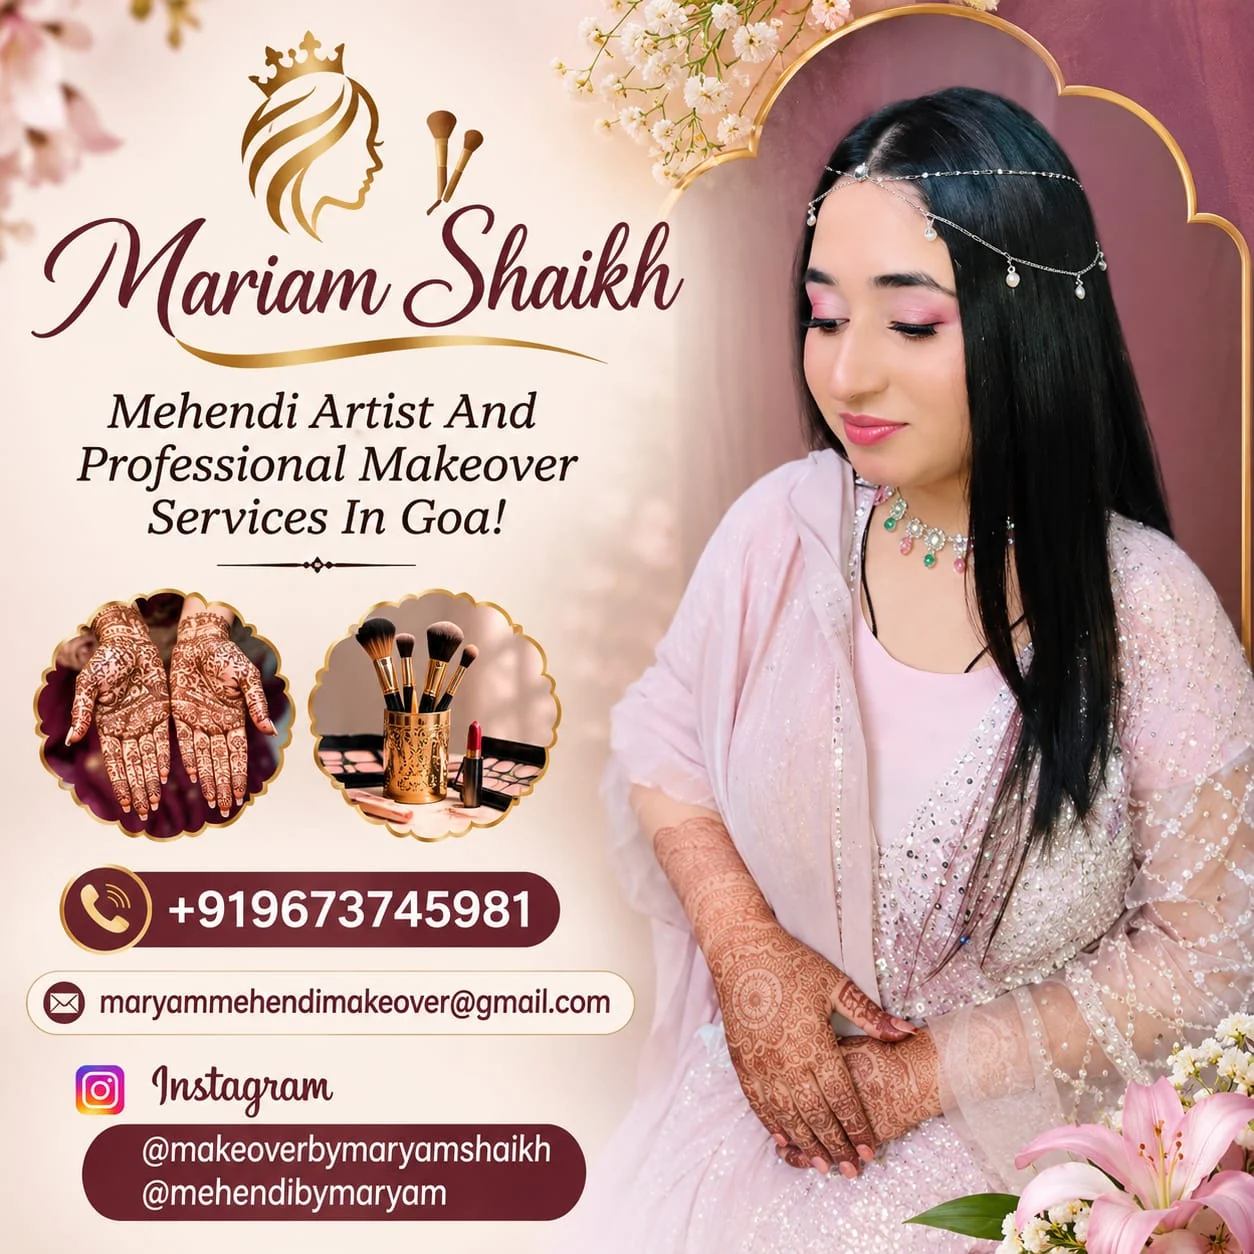 Mariam Shaikh
Mehendi Artist And
Professional Makeover
Services In Goa!
+919673745981
maryammehendimakeover@gmail.com
Instagram
@makeoverbymaryamshaikh
@mehendibymaryam